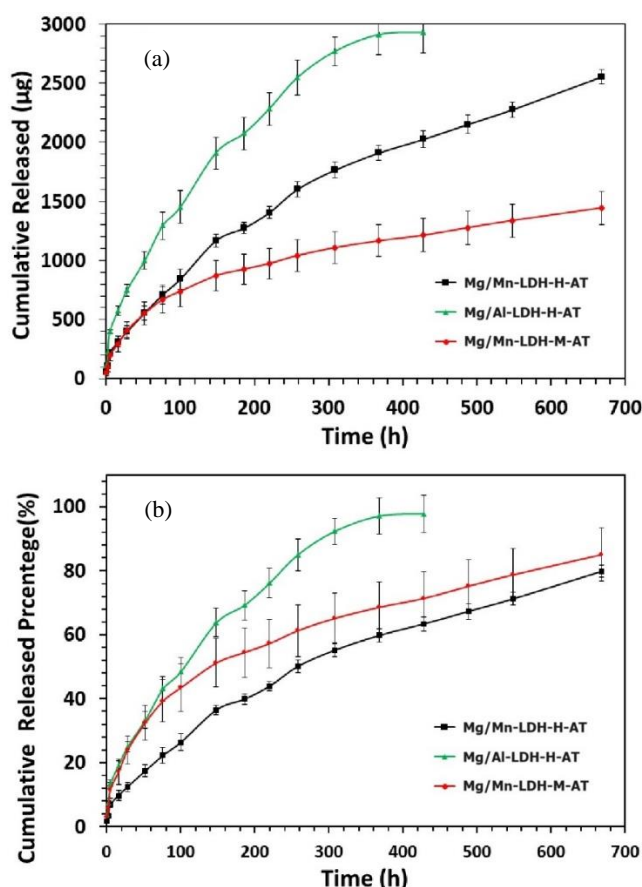 (a)
Cumulative Released (µg)
3000
2500
2000
1500
1000
500
0
Mg/Mn-LDH-H-AT
Mg/Al-LDH-H-AT
Mg/Mn-LDH-M-AT
0 100 200 300 400 500 600 700
Time (h)
(b)
Cumulative Released Prcentege(%)
100
80
60
40
20
0
Mg/Mn-LDH-H-AT
Mg/Al-LDH-H-AT
Mg/Mn-LDH-M-AT
0 100 200 300 400 500 600 700
Time (h)